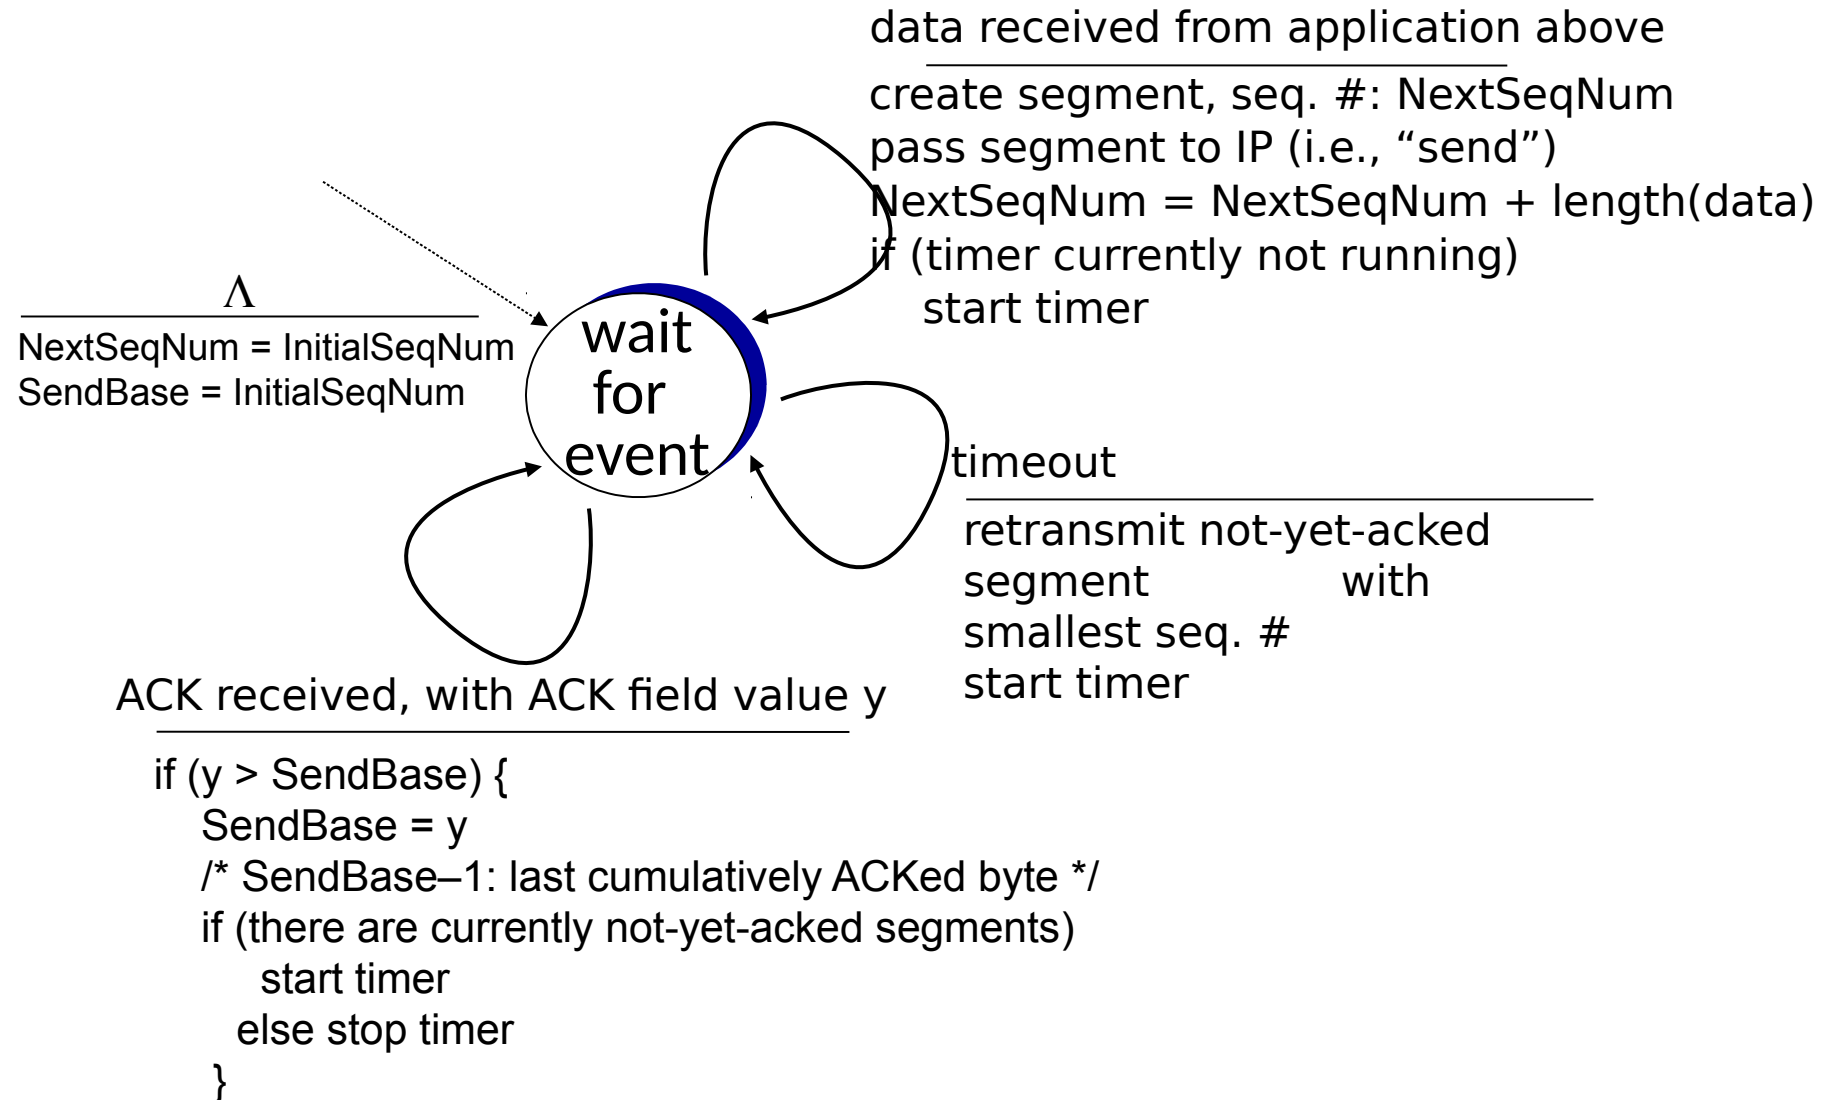 data received from application above
create segment, seq. #: NextSeqNum
pass segment to IP (i.e., “send”)
NextSeqNum = NextSeqNum + length(data)
if (timer currently not running)
start timer
Λ
NextSeqNum = InitialSeqNum
SendBase = InitialSeqNum
wait
for
event
timeout
retransmit not-yet-acked
segment with
smallest seq. #
start timer
ACK received, with ACK field value y
if (y > SendBase) {
SendBase = y
/* SendBase–1: last cumulatively ACKed byte */
if (there are currently not-yet-acked segments)
start timer
else stop timer
}